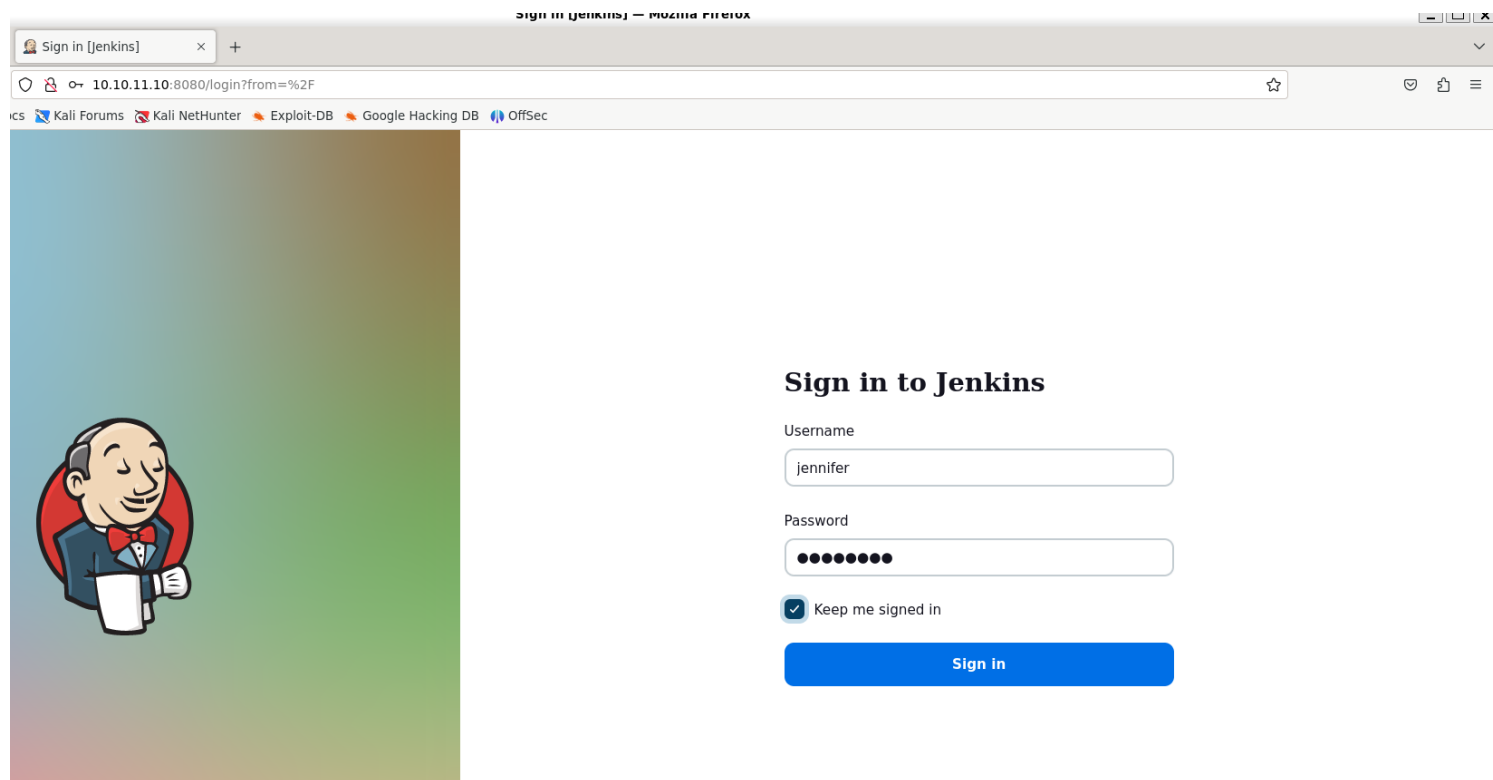 Sign in [Jenkins] — Mozilla Firefox
Sign in [Jenkins]
10.10.11.10:8080/login?from=%2F
ocs Kali Forums Kali NetHunter Exploit-DB Google Hacking DB OffSec
Sign in to Jenkins
Username
jennifer
Password
Keep me signed in
Sign in